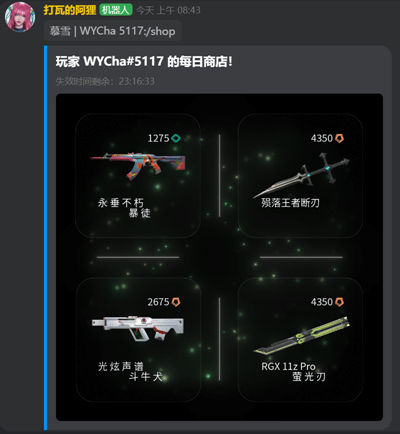 打瓦的阿狸 机器人 今天 上午 08:43
慕雪 | WYCha 5117:/shop
玩家 WYCha#5117 的每日商店!
失效时间剩余：23:16:33
1275
永垂不朽
暴徒
4350
殒落王者断刃
2675
光炫声谱
斗牛犬
4350
RGX 11z Pro
萤光刃